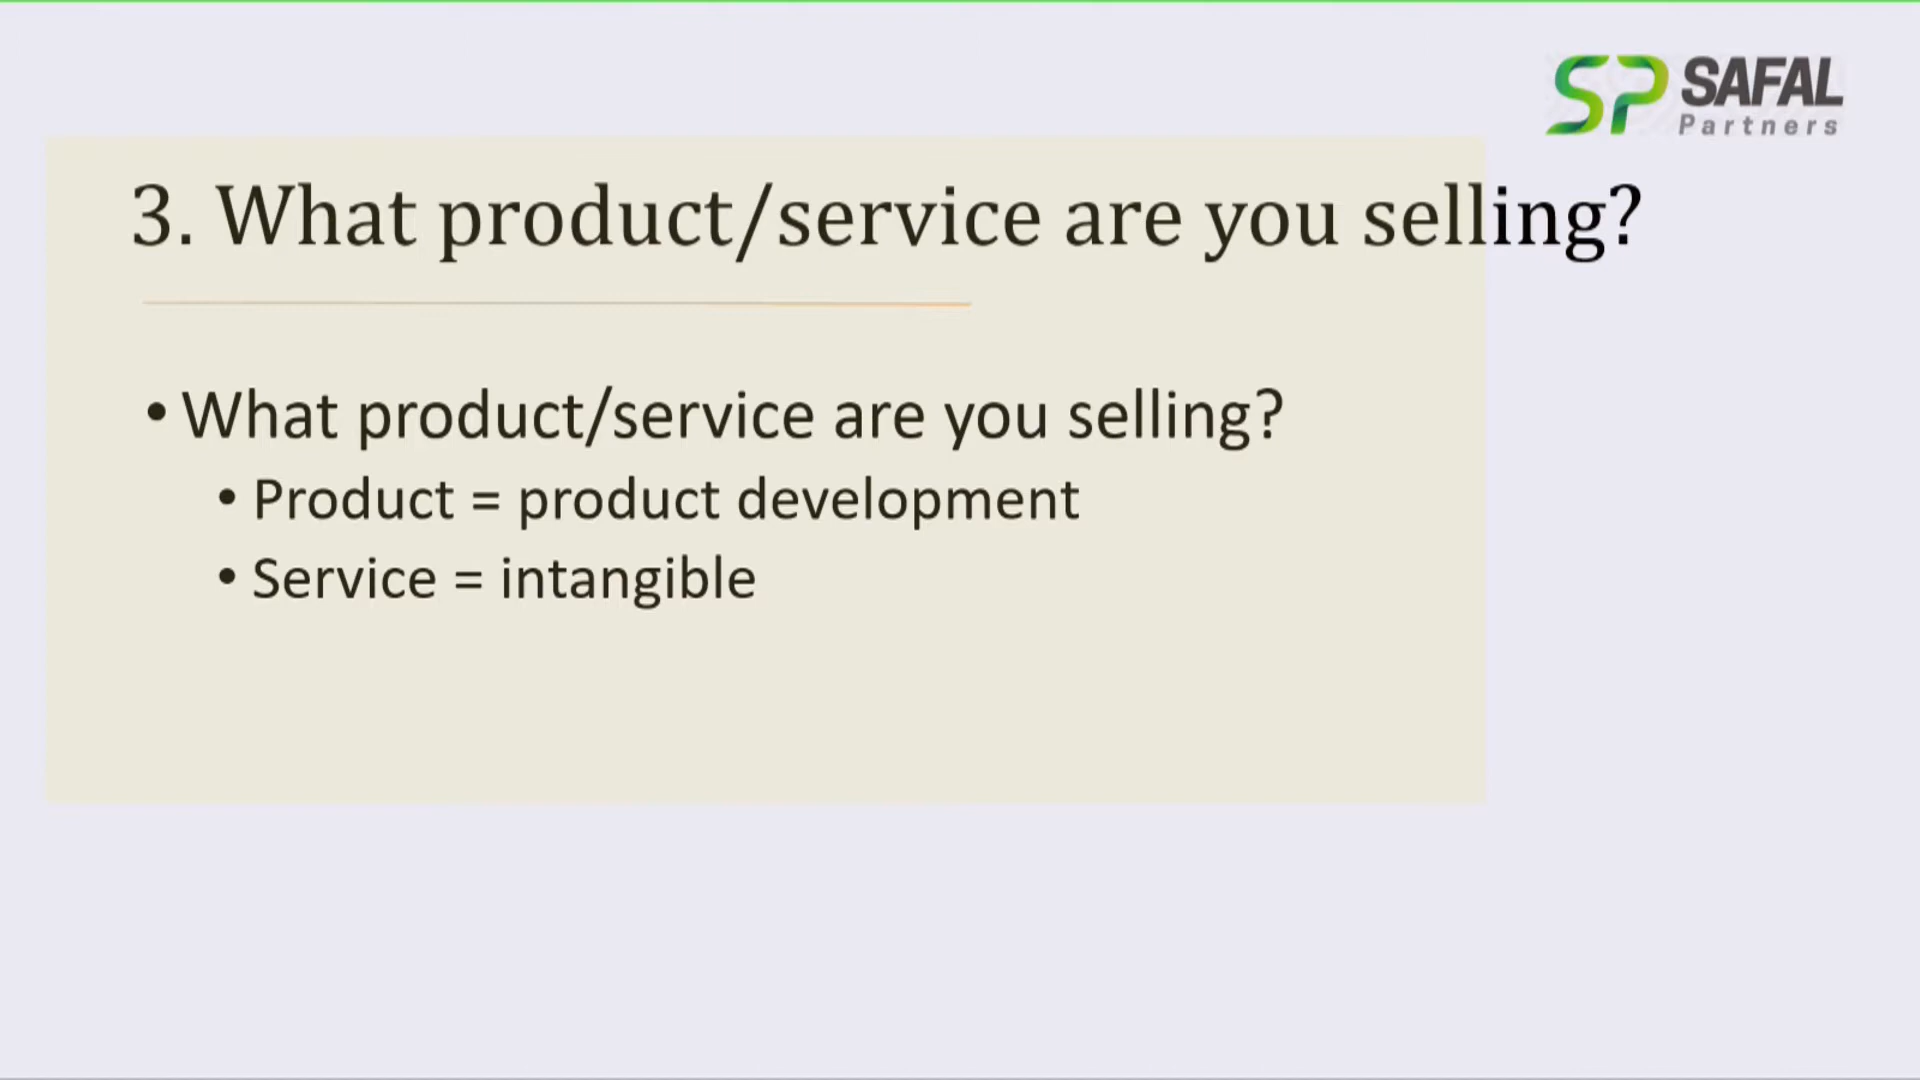 SP SAFAL
Partners
3. What product/service are you selling?
• What product/service are you selling?
• Product = product development
• Service = intangible